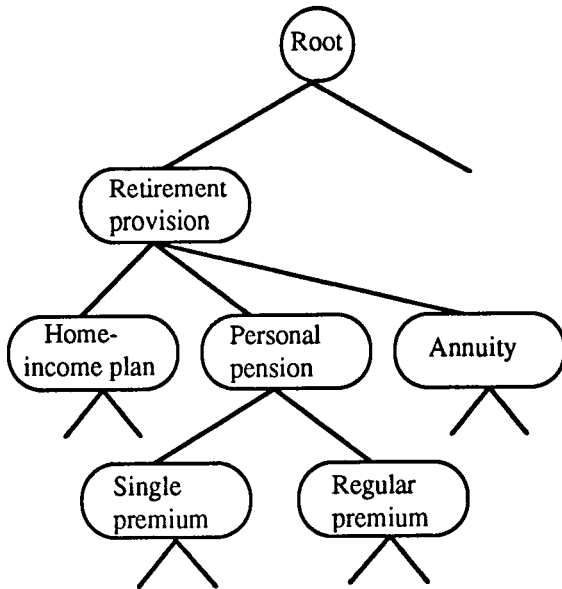 Root
Retirement
provision
Home-
income plan
Personal
pension
Annuity
Single
premium
Regular
premium